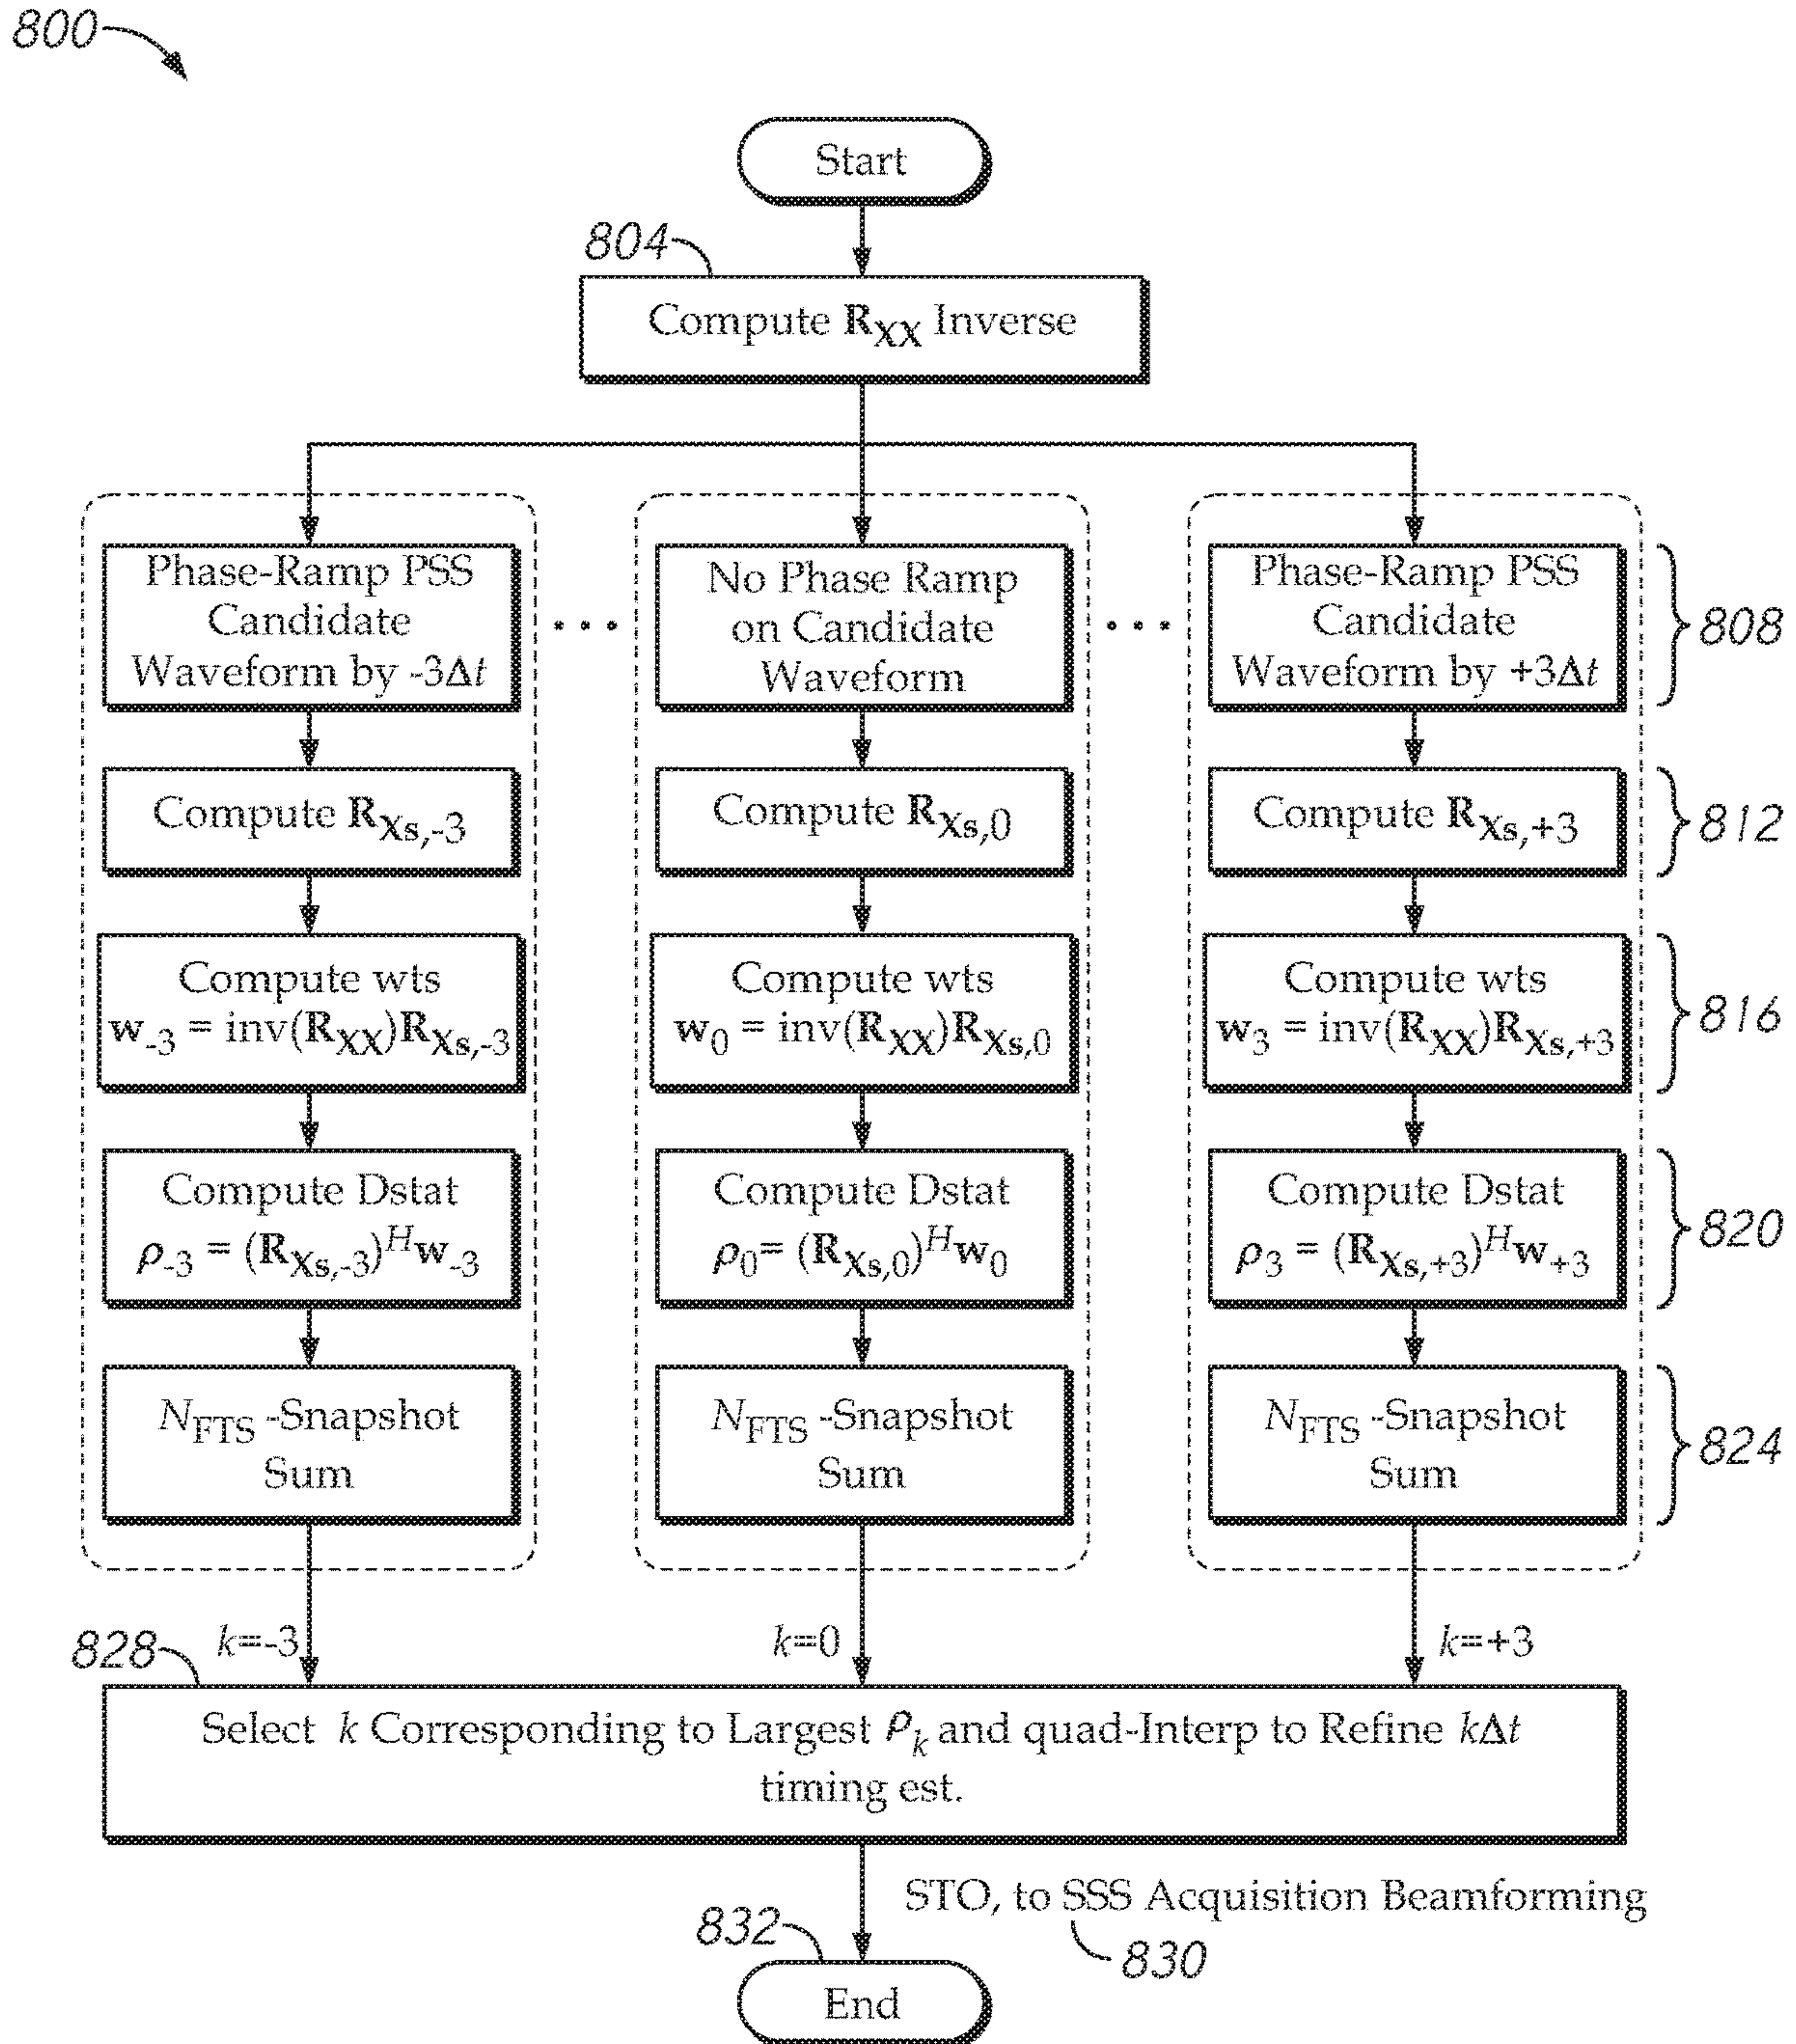 800
Start
804
Compute R_XX Inverse
Phase-Ramp PSS
Candidate
Waveform by -3Δt
...
No Phase Ramp
on Candidate
Waveform
...
Phase-Ramp PSS
Candidate
Waveform by +3Δt
808
Compute R_Xs,-3
Compute R_Xs,0
Compute R_Xs,+3
812
Compute wts
w_-3 = inv(R_XX)R_Xs,-3
Compute wts
w_0 = inv(R_XX)R_Xs,0
Compute wts
w_3 = inv(R_XX)R_Xs,+3
816
Compute Dstat
ρ_-3 = (R_Xs,-3)^H w_-3
Compute Dstat
ρ_0= (R_Xs,0)^H w_0
Compute Dstat
ρ_3 = (R_Xs,+3)^H w_+3
820
N_FTS -Snapshot
Sum
N_FTS -Snapshot
Sum
N_FTS -Snapshot
Sum
824
828
k=-3
k=0
k=+3
Select k Corresponding to Largest ρ_k and quad-Interp to Refine kΔt
timing est.
STO, to SSS Acquisition Beamforming
832
830
End